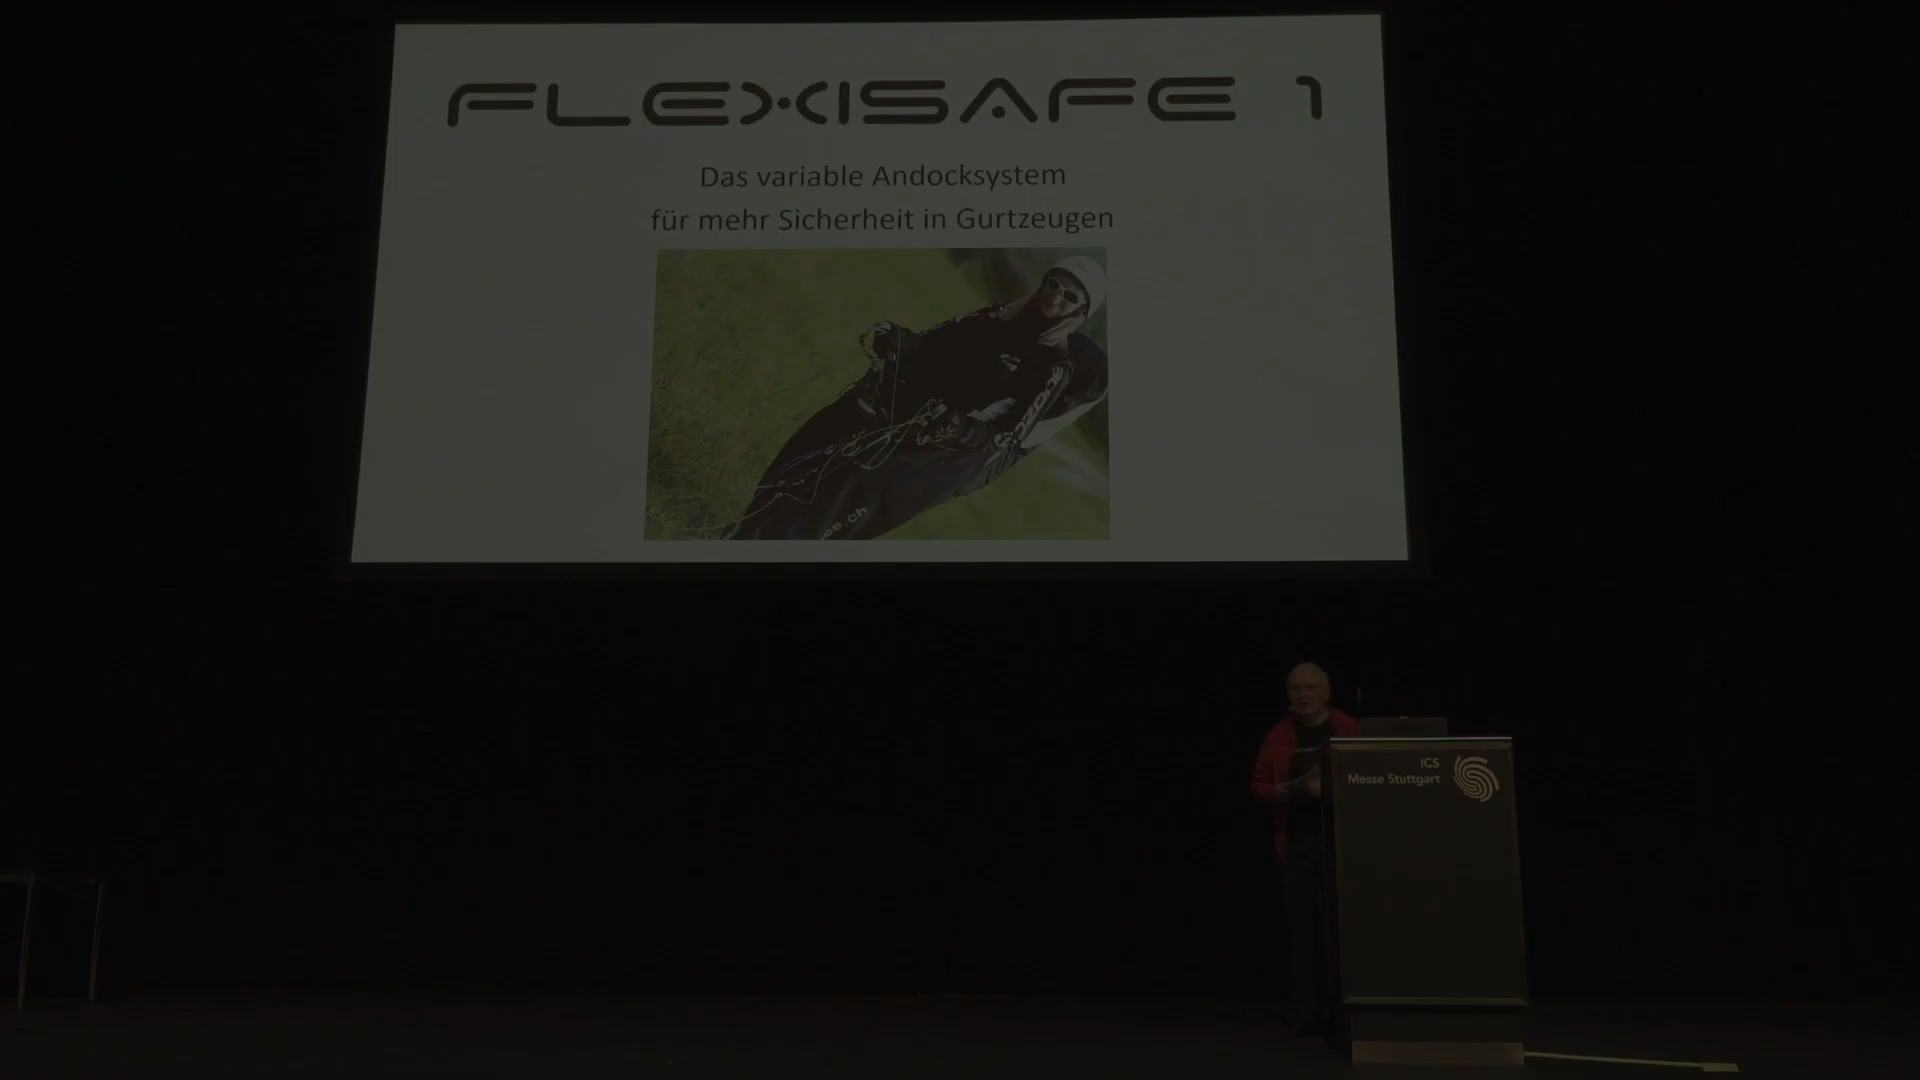 FLEXISAFE 1
Das variable Andocksystem
für mehr Sicherheit in Gurtzeugen
ICS
Messe Stuttgart